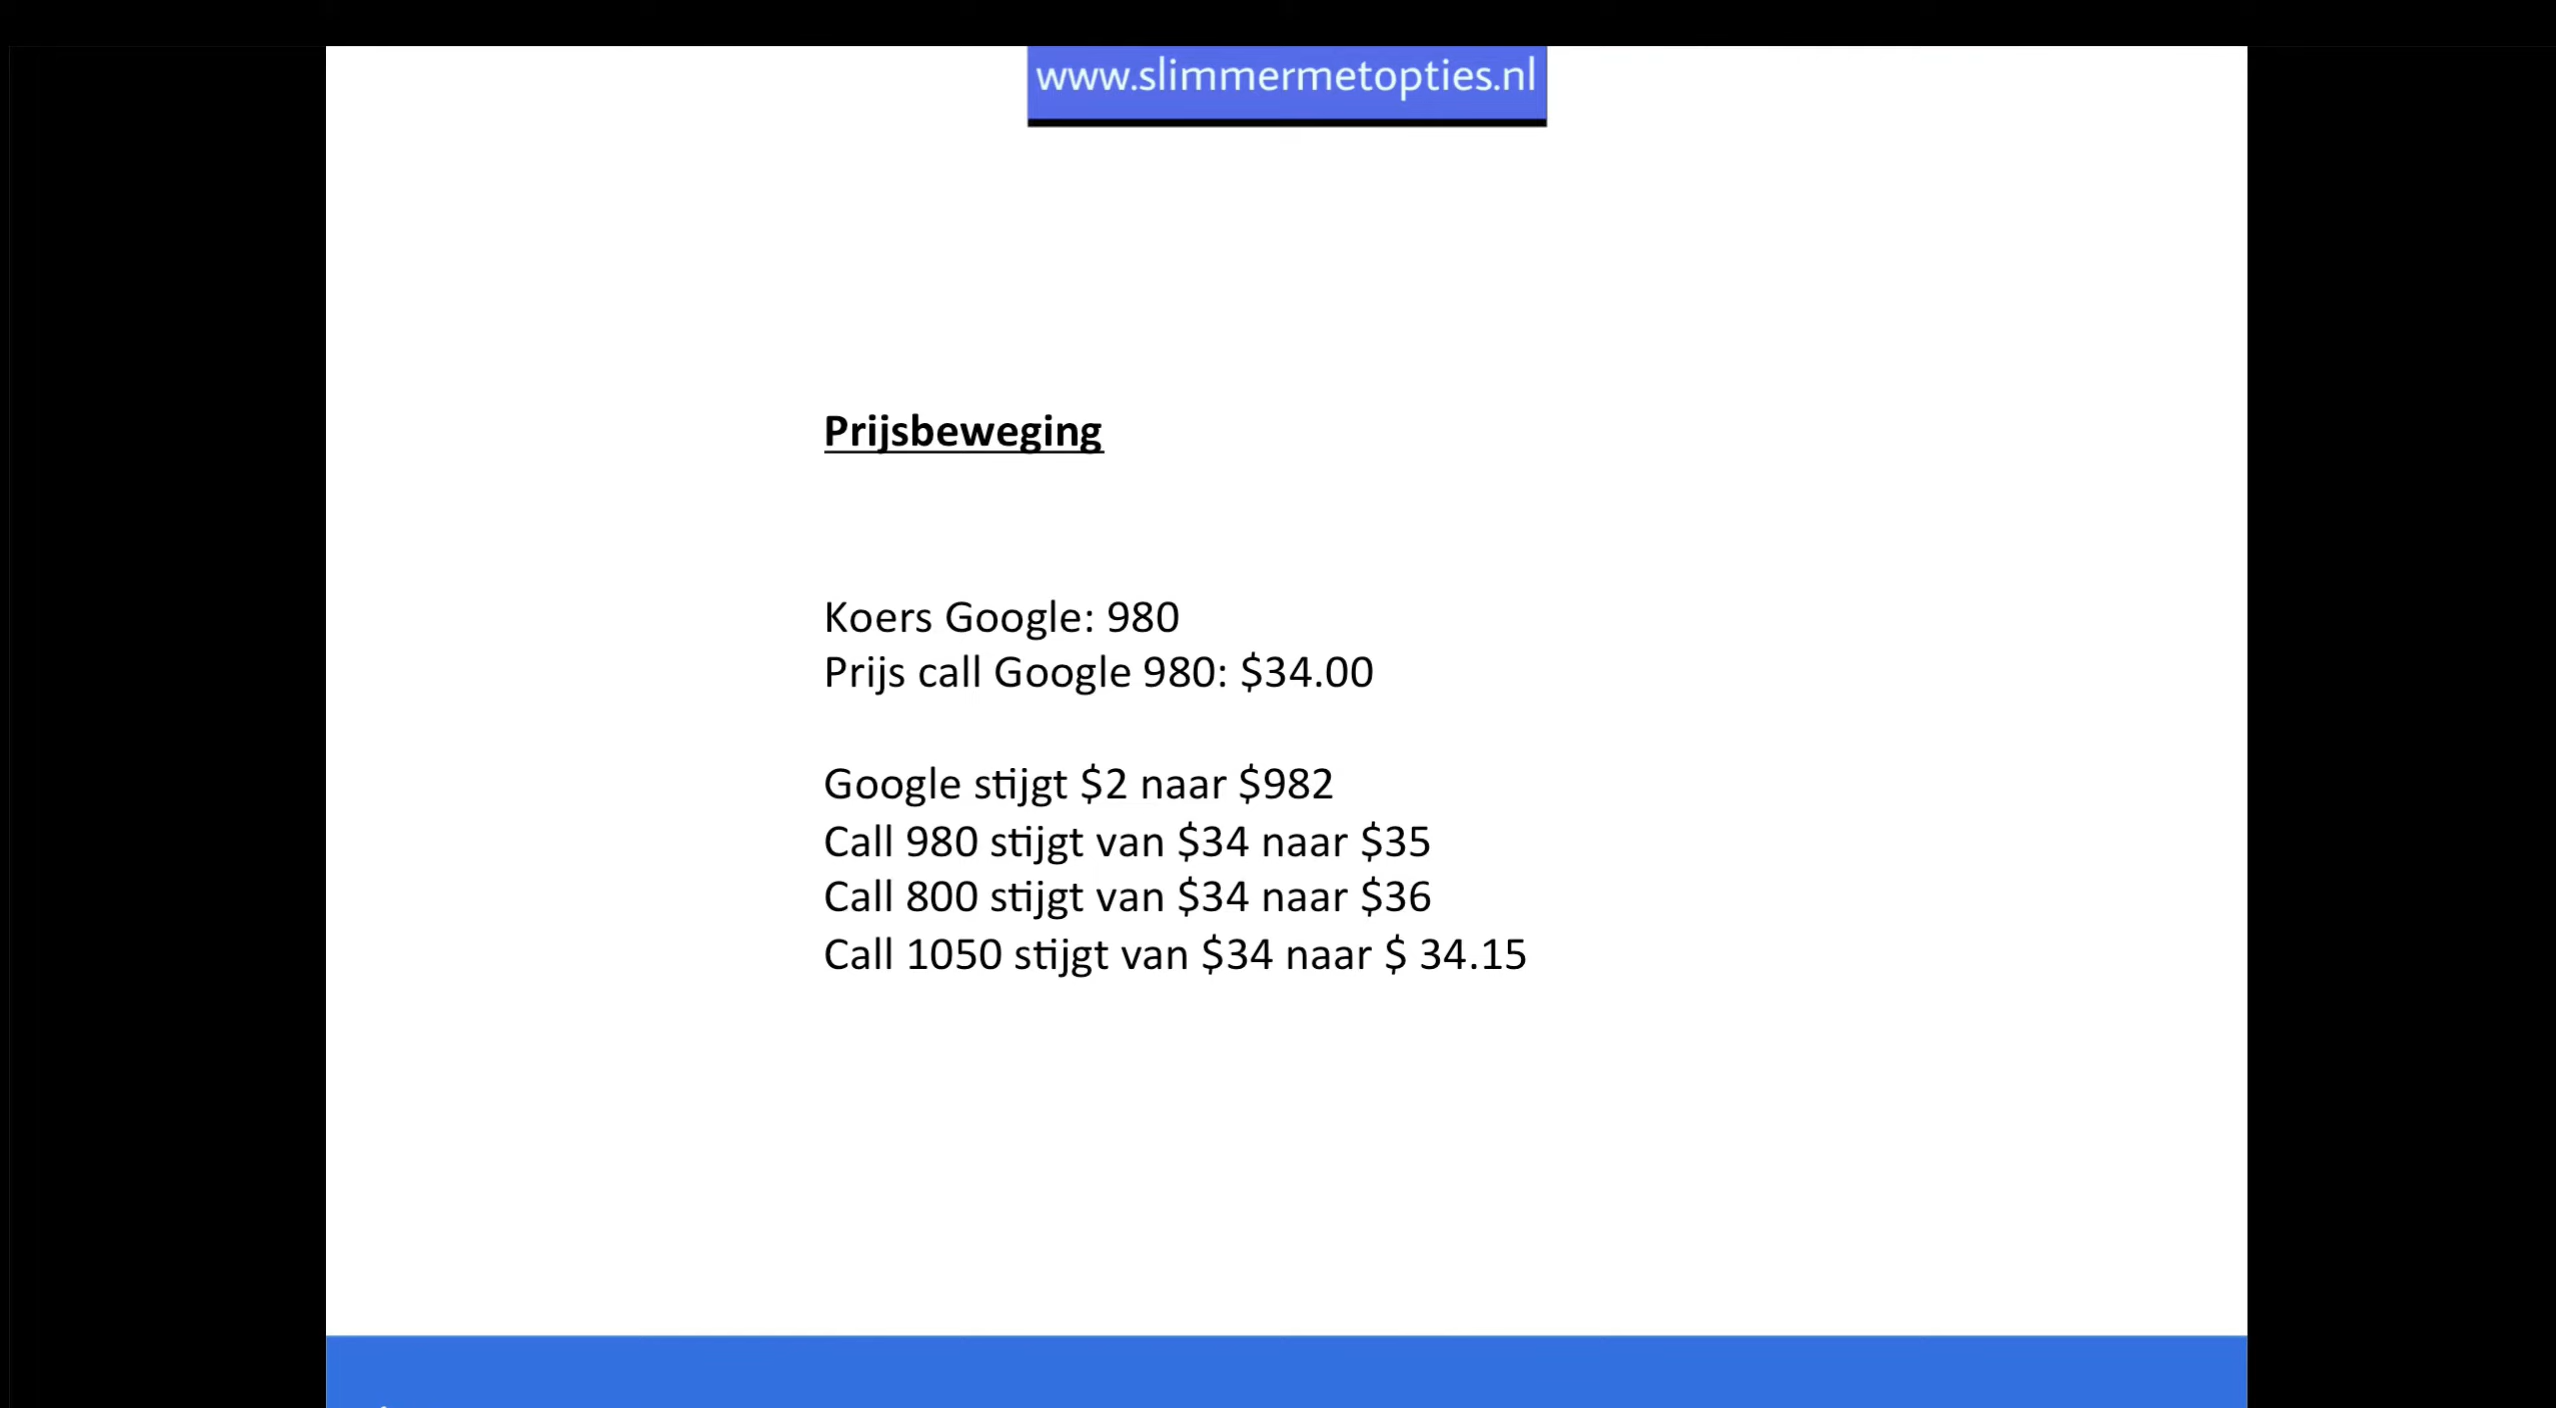 www.slimmermetopties.nl
Prijsbeweging
Koers Google: 980
Prijs call Google 980: $34.00
Google stijgt $2 naar $982
Call 980 stijgt van $34 naar $35
Call 800 stijgt van $34 naar $36
Call 1050 stijgt van $34 naar $ 34.15